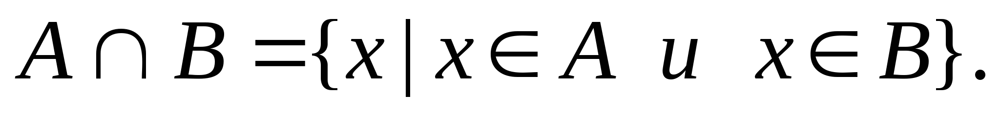 A ∩ B = {x | x ∈ A и x ∈ B}.